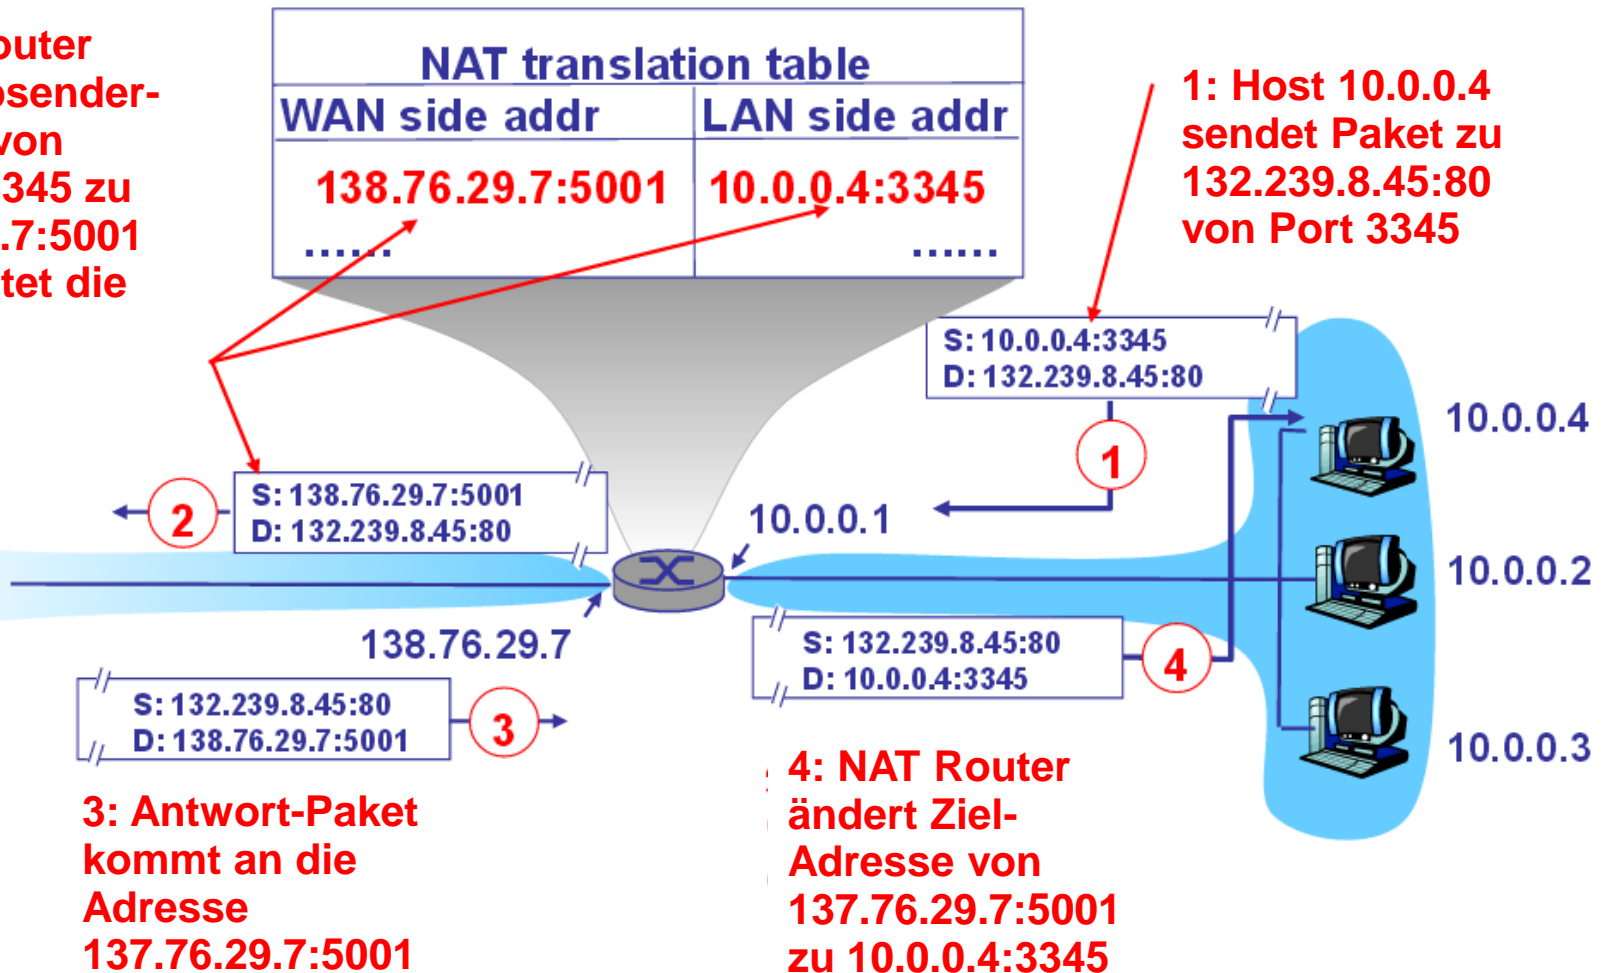 NAT translation table
WAN side addr
LAN side addr
138.76.29.7:5001
10.0.0.4:3345
......
......
von
345 zu
.7:5001
die
1: Host 10.0.0.4
sendet Paket zu
132.239.8.45:80
von Port 3345
S: 10.0.0.4:3345
D: 132.239.8.45:80
1
10.0.0.4
S: 138.76.29.7:5001
D: 132.239.8.45:80
2
10.0.0.1
10.0.0.2
138.76.29.7
S: 132.239.8.45:80
D: 10.0.0.4:3345
4
S: 132.239.8.45:80
D: 138.76.29.7:5001
3
10.0.0.3
3: Antwort-Paket
kommt an die
Adresse
137.76.29.7:5001
4: NAT Router
ändert Ziel-
Adresse von
137.76.29.7:5001
zu 10.0.0.4:3345